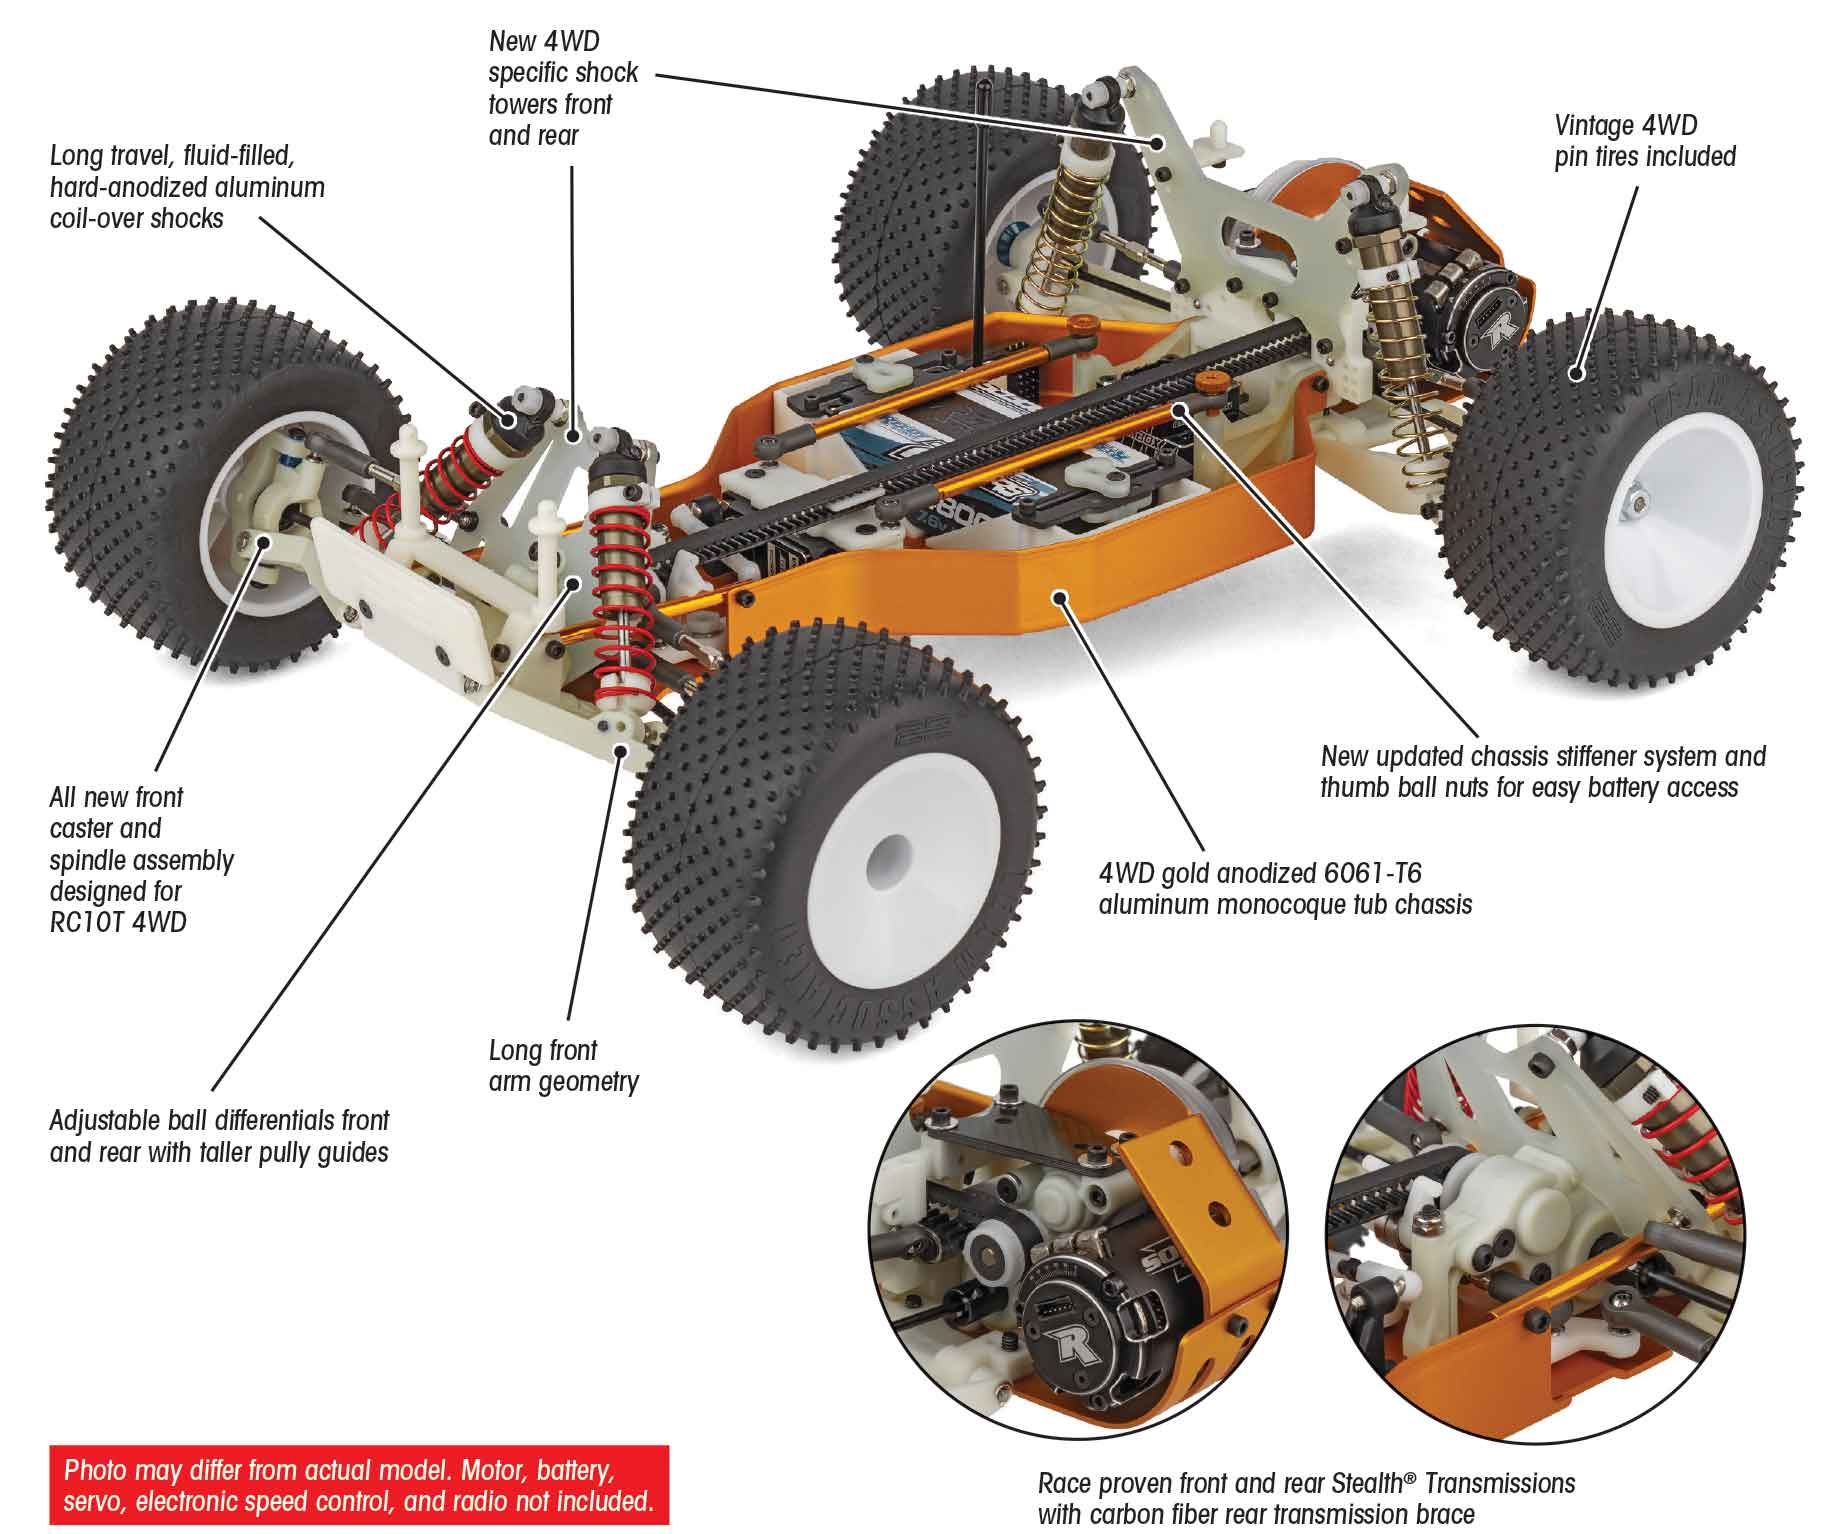 New 4WD
specific shock
towers front
and rear
Long travel, fluid-filled,
hard-anodized aluminum
coil-over shocks
Vintage 4WD
pin tires included
All new front
caster and
spindle assembly
designed for
RC10T 4WD
New updated chassis stiffener system and
thumb ball nuts for easy battery access
4WD gold anodized 6061-T6
aluminum monocoque tub chassis
Long front
arm geometry
Adjustable ball differentials front
and rear with taller pully guides
Photo may differ from actual model. Motor, battery,
servo, electronic speed control, and radio not included.
Race proven front and rear Stealth® Transmissions
with carbon fiber rear transmission brace
R
R
7.6V